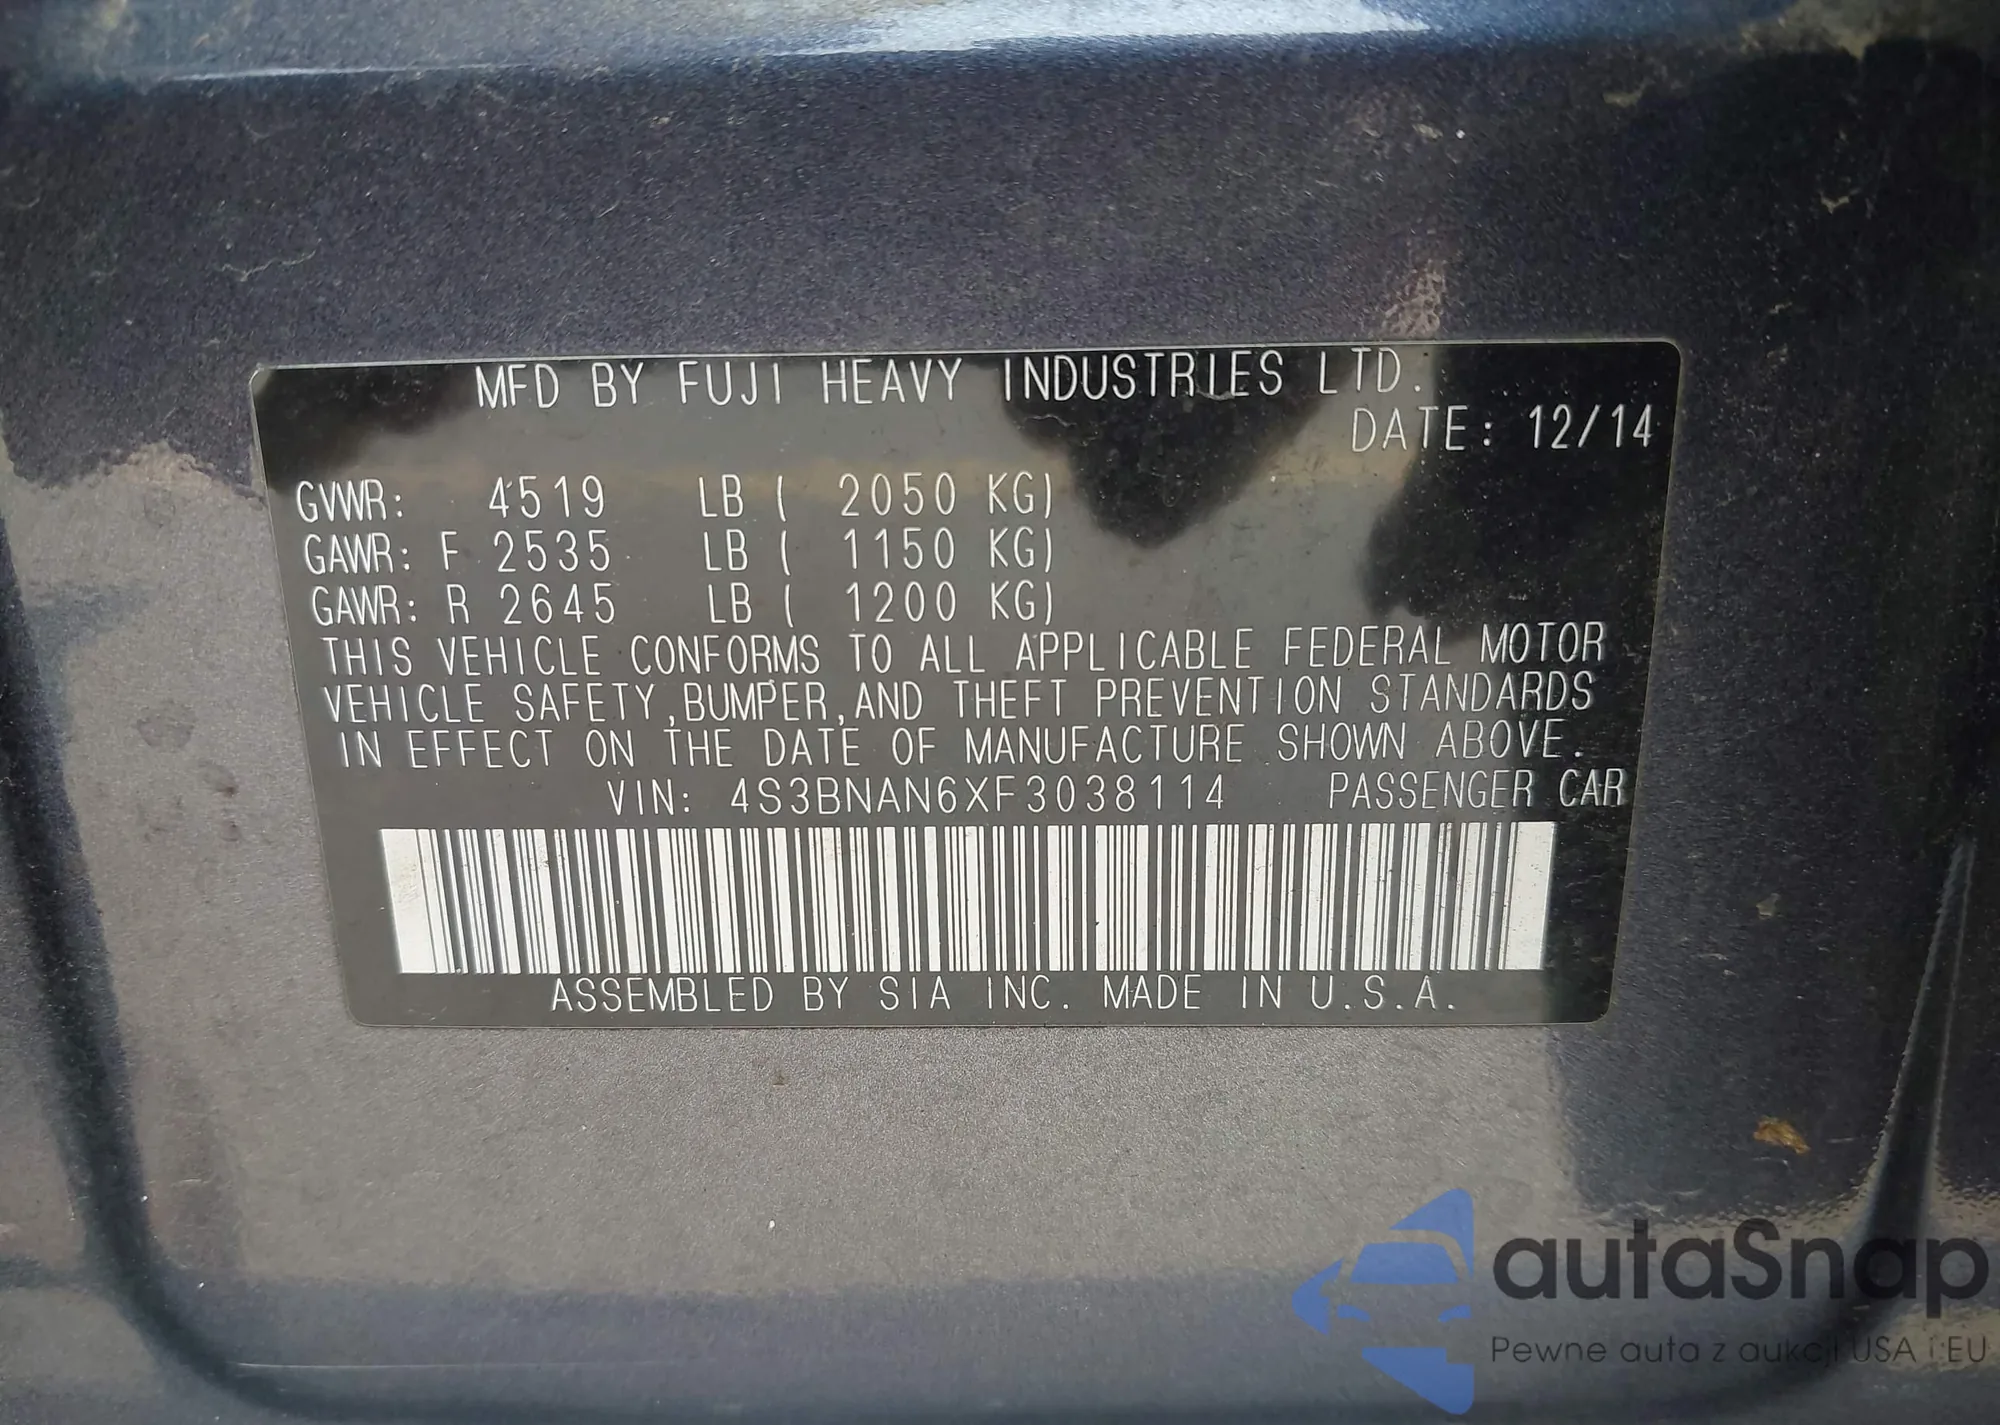 MFD BY FUJI HEAVY INDUSTRIES LTD.
DATE: 12/14
GVWR: 4519 LB ( 2050 KG)
GAWR: F 2535 LB ( 1150 KG)
GAWR: R 2645 LB ( 1200 KG)
THIS VEHICLE CONFORMS TO ALL APPLICABLE FEDERAL MOTOR
VEHICLE SAFETY,BUMPER,AND THEFT PREVENTION STANDARDS
IN EFFECT ON THE DATE OF MANUFACTURE SHOWN ABOVE.
VIN: 4S3BNAN6XF3038114 PASSENGER CAR
ASSEMBLED BY SIA INC. MADE IN U.S.A.
autaSnap
Pewne auta z aukcji USA i EU